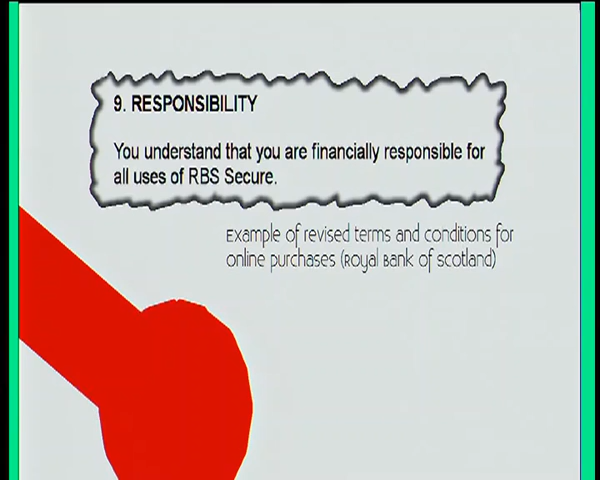 9. RESPONSIBILITY
You understand that you are financially responsible for
all uses of RBS Secure.
Example of revised terms and conditions for
online purchases (Royal Bank of Scotland)